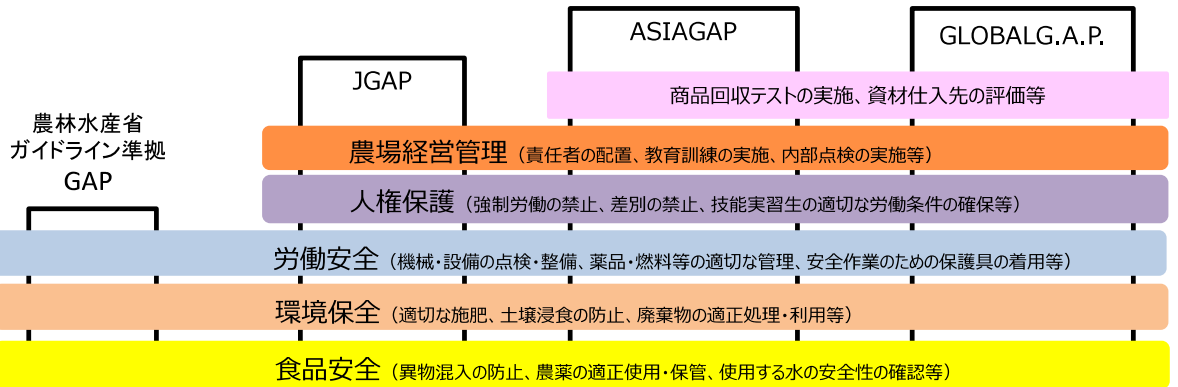 ASIAGAP
GLOBALG.A.P.
JGAP
商品回収テストの実施、資材仕入先の評価等
農林水産省
ガイドライン準拠
GAP
農場経営管理（責任者の配置、教育訓練の実施、内部点検の実施等）
人権保護（強制労働の禁止、差別の禁止、技能実習生の適切な労働条件の確保等）
労働安全（機械・設備の点検・整備、薬品・燃料等の適切な管理、安全作業のための保護具の着用等）
環境保全（適切な施肥、土壌浸食の防止、廃棄物の適正処理・利用等）
食品安全（異物混入の防止、農薬の適正使用・保管、使用する水の安全性の確認等）